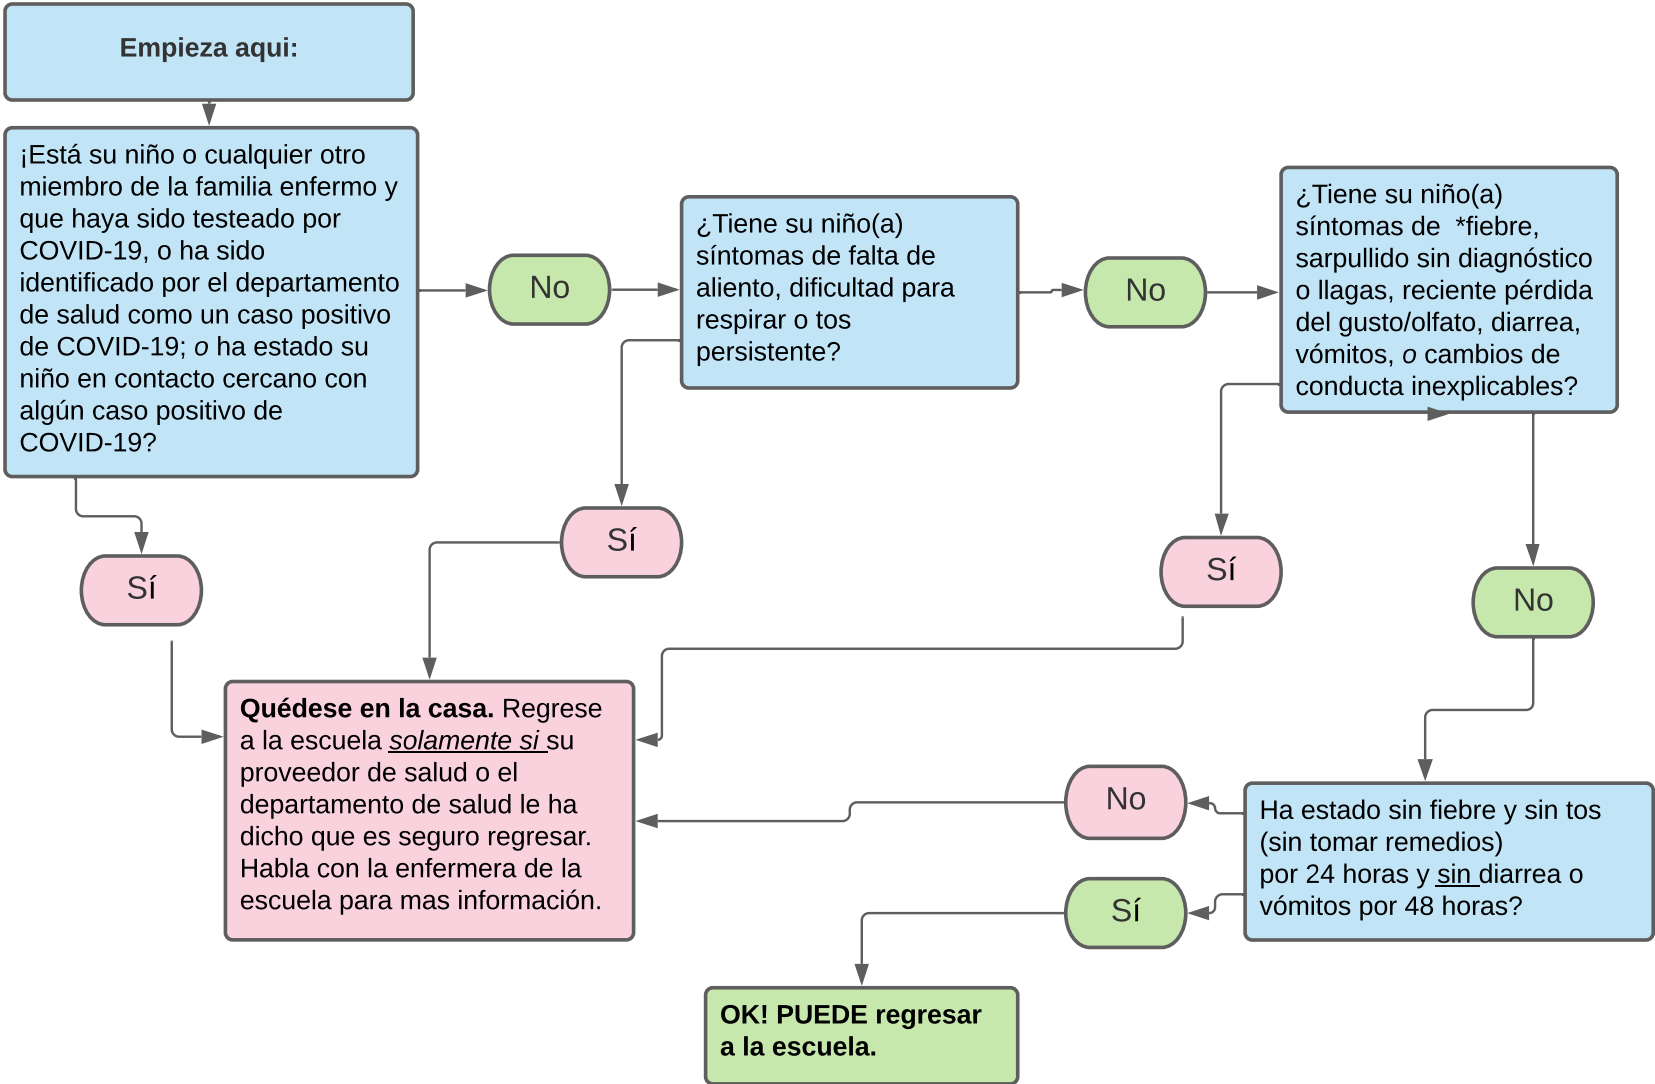 Empieza aqui:
¡Está su niño o cualquier otro
miembro de la familia enfermo y
que haya sido testeado por
COVID-19, o ha sido
identificado por el departamento
de salud como un caso positivo
de COVID-19; o ha estado su
niño en contacto cercano con
algún caso positivo de
COVID-19?
No
¿Tiene su niño(a)
síntomas de falta de
aliento, dificultad para
respirar o tos
persistente?
No
¿Tiene su niño(a)
síntomas de  *fiebre,
sarpullido sin diagnóstico
o llagas, reciente pérdida
del gusto/olfato, diarrea,
vómitos, o cambios de
conducta inexplicables?
Sí
Sí
Sí
No
Quédese en la casa. Regrese
a la escuela solamente si su
proveedor de salud o el
departamento de salud le ha
dicho que es seguro regresar.
Habla con la enfermera de la
escuela para mas información.
No
Sí
Ha estado sin fiebre y sin tos
(sin tomar remedios)
por 24 horas y sin diarrea o
vómitos por 48 horas?
OK! PUEDE regresar
a la escuela.